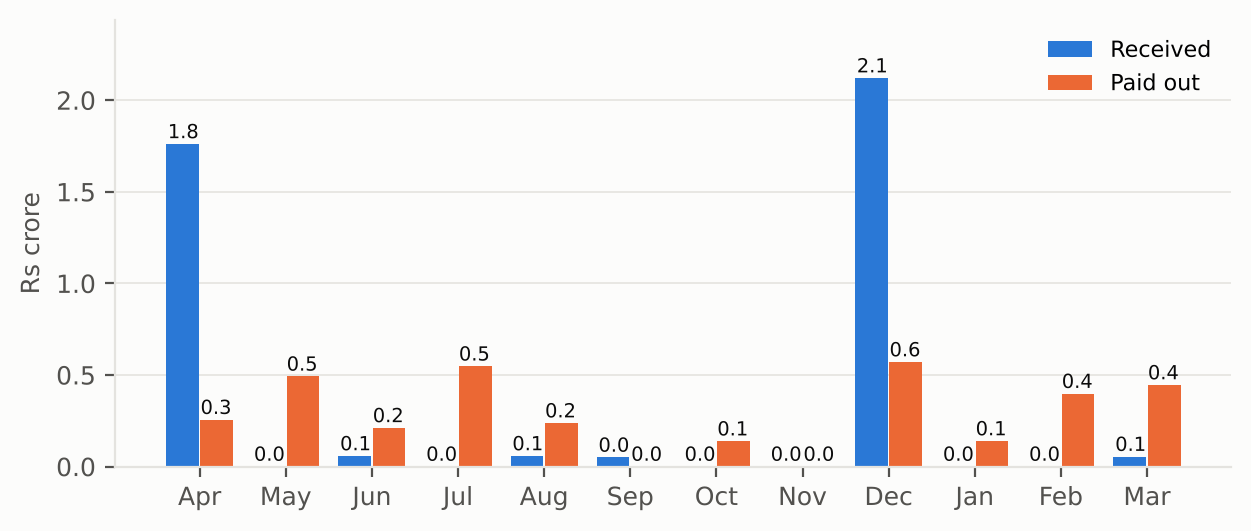 Received
Paid out
Rs crore
2.0
1.5
1.0
0.5
0.0
1.8 0.3 0.0 0.5 0.1 0.2 0.0 0.5 0.1 0.2 0.0 0.0 0.0 0.1 0.0 0.0 2.1 0.6 0.0 0.1 0.0 0.4 0.1 0.4
Apr May Jun Jul Aug Sep Oct Nov Dec Jan Feb Mar